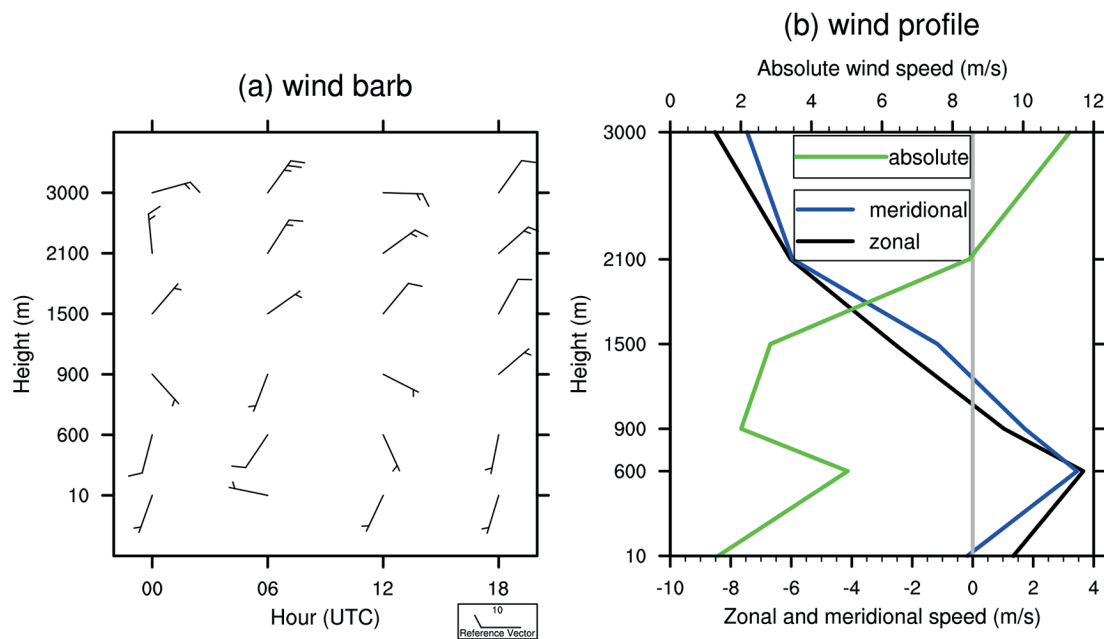 (b) wind profile
Absolute wind speed (m/s)
0 2 4 6 8 10 12
(a) wind barb
3000
2100
1500
900
600
10
Height (m)
00 06 12 18
Hour (UTC)
10
Reference Vector
3000
2100
1500
900
600
10
Height (m)
absolute
meridional
zonal
-10 -8 -6 -4 -2 0 2 4
Zonal and meridional speed (m/s)